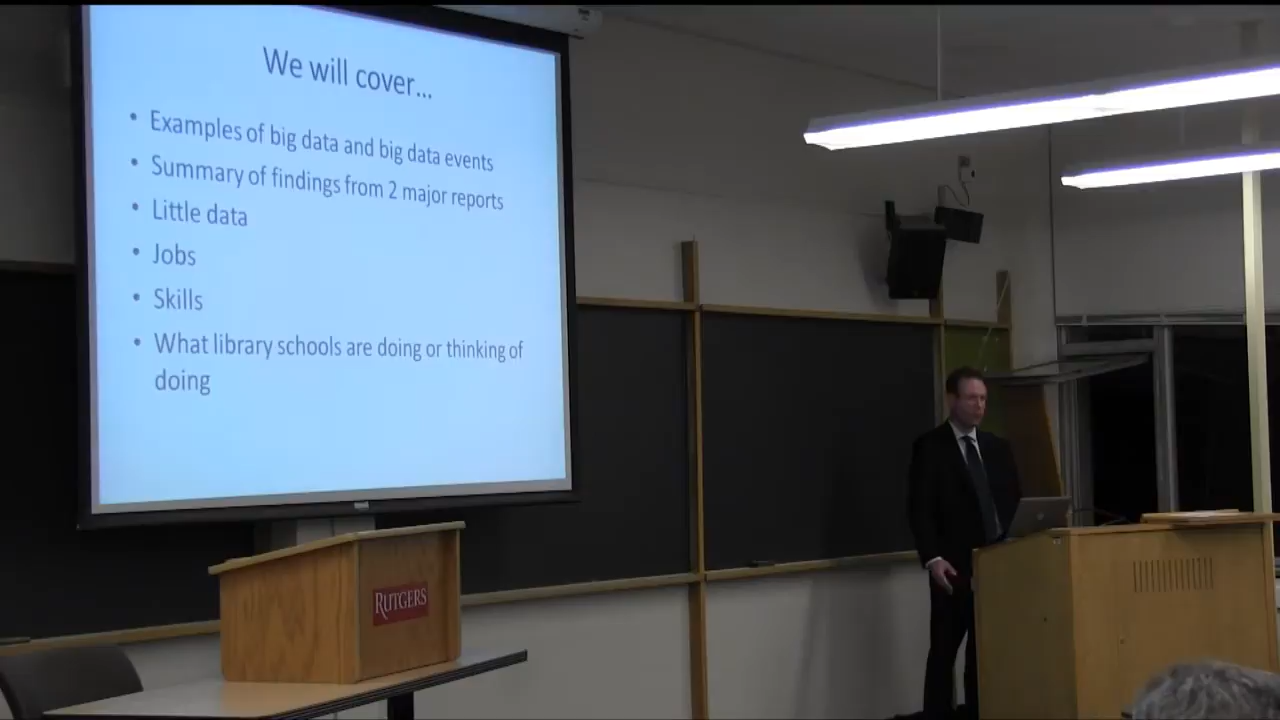 We will cover...
• Examples of big data and big data events
• Summary of findings from 2 major reports
• Little data
• Jobs
• Skills
• What library schools are doing or thinking of
doing
RUTGERS